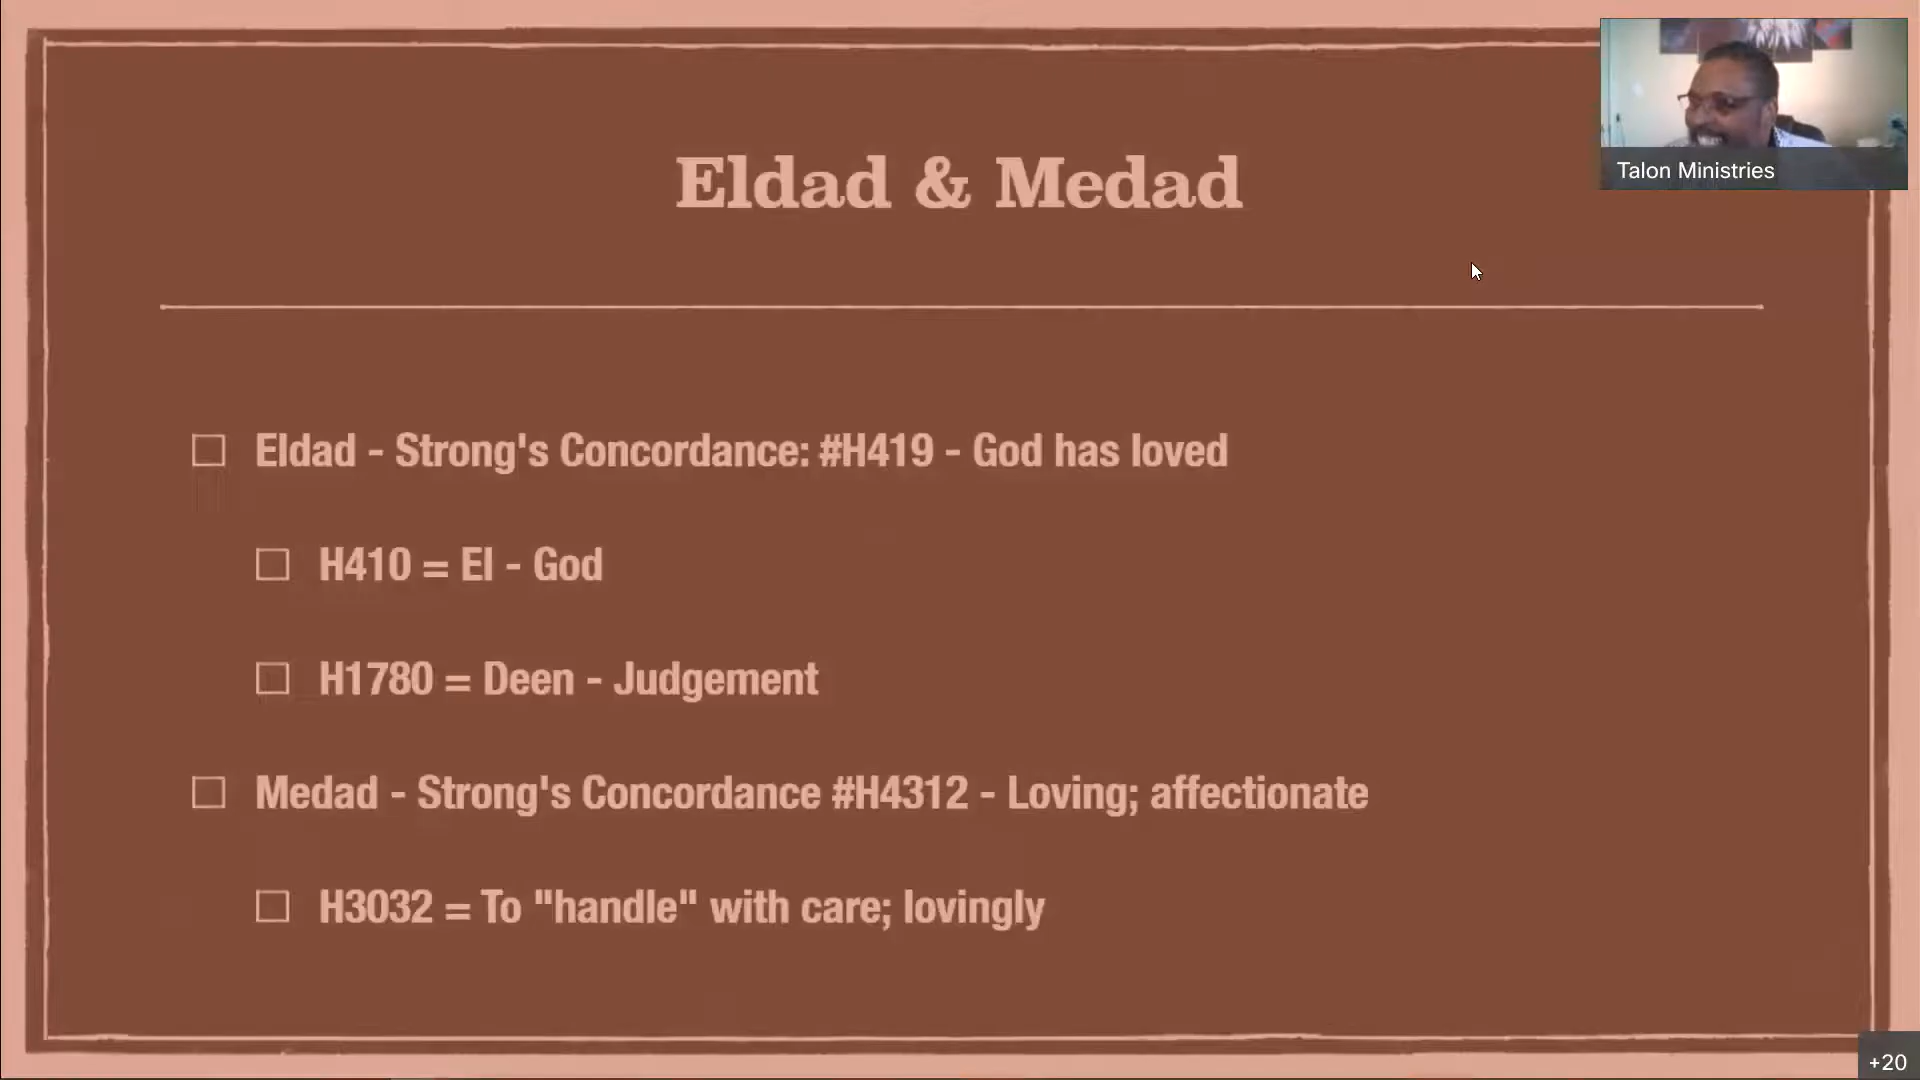 Talon Ministries
Eldad & Medad
Eldad - Strong's Concordance: #H419 - God has loved
H410 = El - God
H1780 = Deen - Judgement
Medad - Strong's Concordance #H4312 - Loving; affectionate
H3032 = To "handle" with care; lovingly
+20